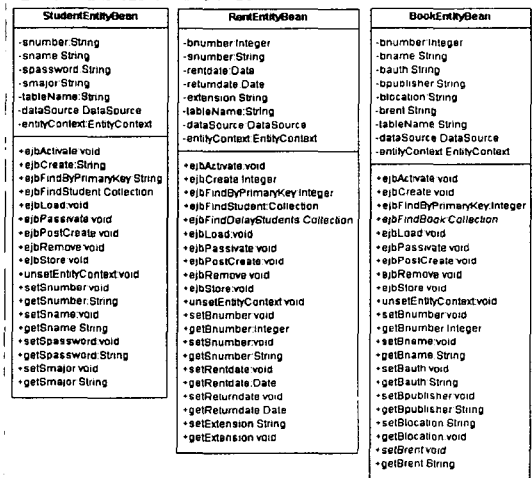 StudentEntityBean
-snumber:String
-sname String
-spassword:String
-smajor:String
-tableName:String
-dataSource DataSource
-entityContext:EntityContext
+ejbActivate void
+ejbCreate:String
+ejbFindByPrimaryKey String
+ejbFindStudent Collection
+ejbLoad:void
+ejbPassivate void
+ejbPostCreate void
+ejbRemove void
+ejbStore void
+unsetEntityContext:void
+setSnumber void
+getSnumber:String
+setSname:void
+getSname String
+setSpassword void
+getSpassword:String
+setSmajor void
+getSmajor String
RentEntityBean
-bnumber Integer
-snumber:String
-rentdate:Date
-returndate Date
-extension String
-tableName:String
-dataSource DataSource
-entityContext EntityContext
+ejbActivate:void
+ejbCreate Integer
+ejbFindByPrimaryKey:Integer
+ejbFindStudent:Collection
+ejbFindDelayStudents Collection
+ejbLoad:void
+ejbPassivate void
+ejbPostCreate void
+ejbRemove void
+ejbStore:void
+unsetEntityContext void
+setBnumber void
+getBnumber:Integer
+setSnumber:void
+getSnumber String
+setRentdate:void
+getRentdate:Date
+setReturndate void
+getReturndate Date
+setExtension String
+getExtension void
BookEntityBean
-bnumber:Integer
-bname String
-bauth String
-bpublisher String
-blocation String
-brent String
-tableName String
-dataSource DataSource
-entityContext EntityContext
+ejbActivate void
+ejbCreate void
+ejbFindByPrimaryKey:Integer
+ejbFindBook Collection
+ejbLoad void
+ejbPassivate void
+ejbPostCreate void
+ejbRemove void
+ejbStore void
+unsetEntityContext:void
+setBnumber void
+getBnumber Integer
+setBname:void
+getBname String
+setBauth void
+getBauth String
+setBpublisher void
+getBpublisher String
+setBlocation String
+getBlocation:void
+setBrent void
+getBrent String